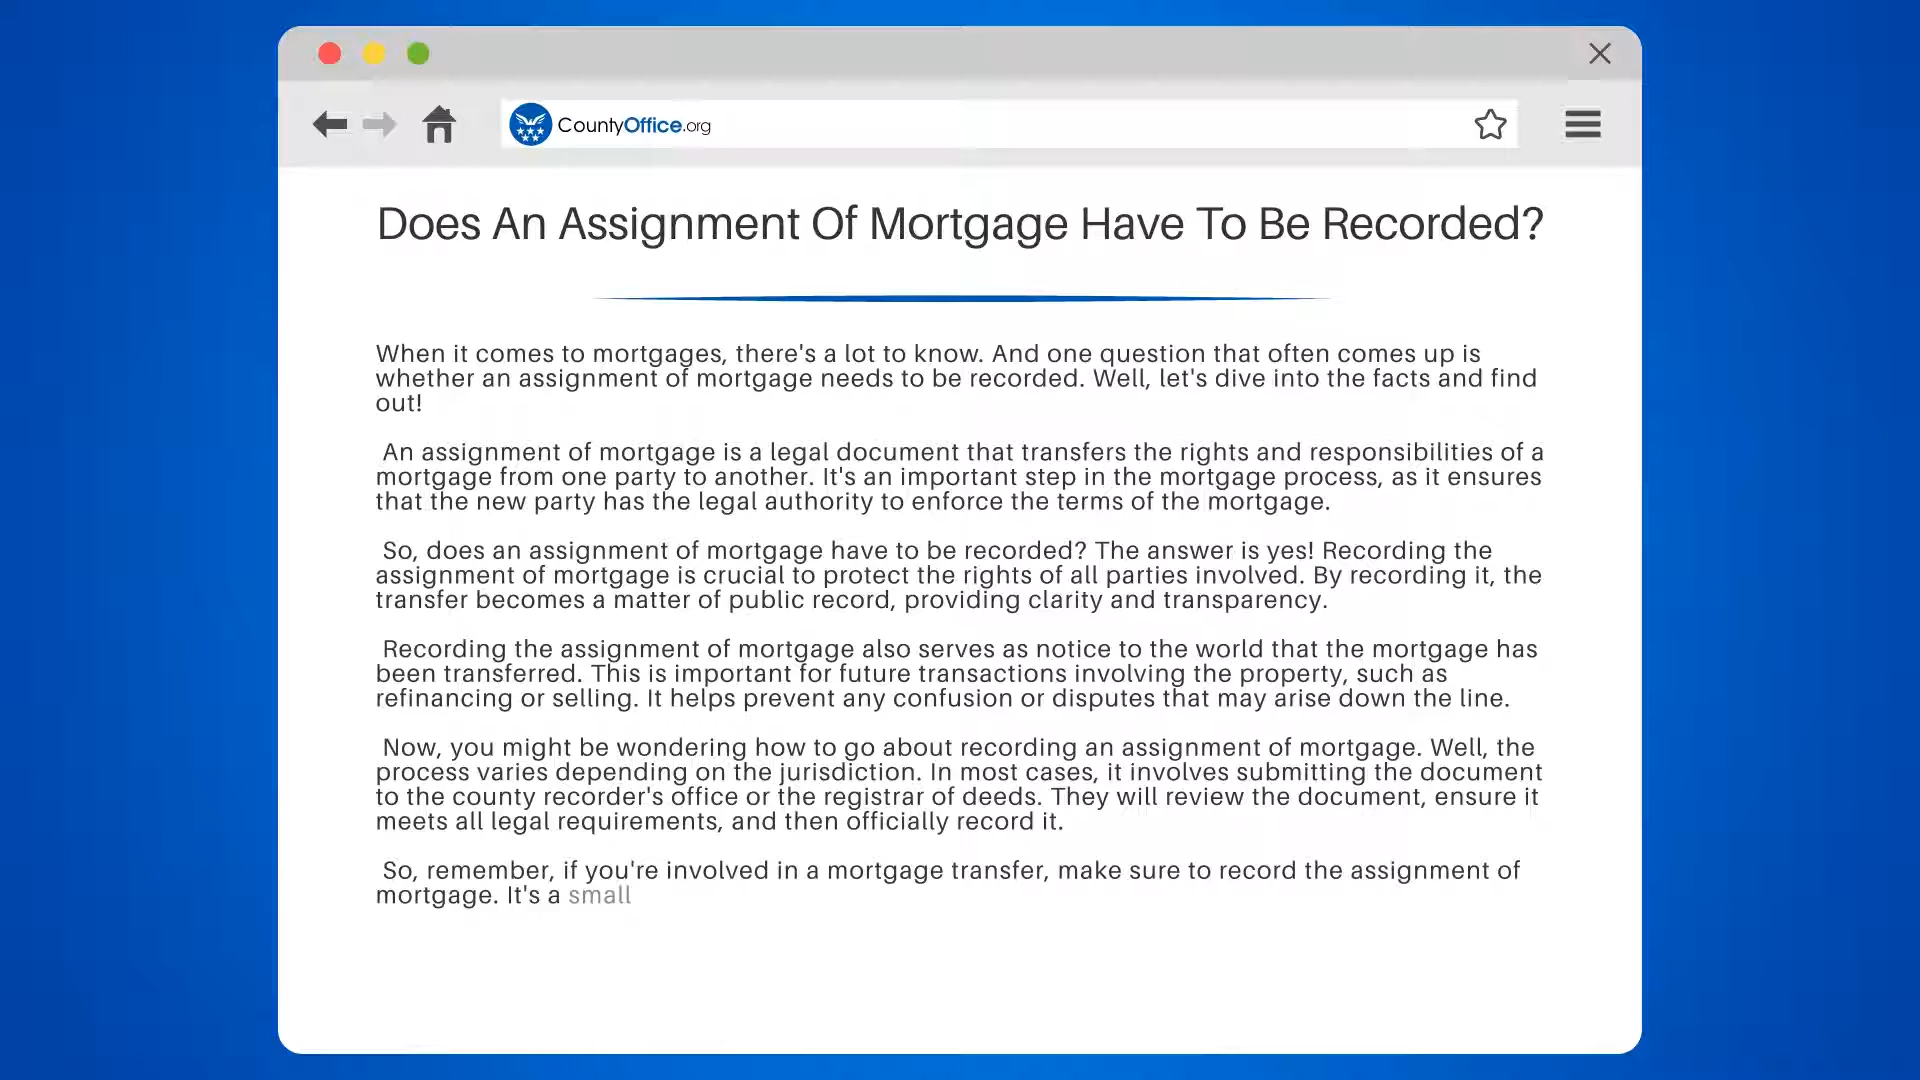 CountyOffice.org
Does An Assignment Of Mortgage Have To Be Recorded?
When it comes to mortgages, there's a lot to know. And one question that often comes up is
whether an assignment of mortgage needs to be recorded. Well, let's dive into the facts and find
out!
An assignment of mortgage is a legal document that transfers the rights and responsibilities of a
mortgage from one party to another. It's an important step in the mortgage process, as it ensures
that the new party has the legal authority to enforce the terms of the mortgage.
So, does an assignment of mortgage have to be recorded? The answer is yes! Recording the
assignment of mortgage is crucial to protect the rights of all parties involved. By recording it, the
transfer becomes a matter of public record, providing clarity and transparency.
Recording the assignment of mortgage also serves as notice to the world that the mortgage has
been transferred. This is important for future transactions involving the property, such as
refinancing or selling. It helps prevent any confusion or disputes that may arise down the line.
Now, you might be wondering how to go about recording an assignment of mortgage. Well, the
process varies depending on the jurisdiction. In most cases, it involves submitting the document
to the county recorder's office or the registrar of deeds. They will review the document, ensure it
meets all legal requirements, and then officially record it.
So, remember, if you're involved in a mortgage transfer, make sure to record the assignment of
mortgage. It's a small